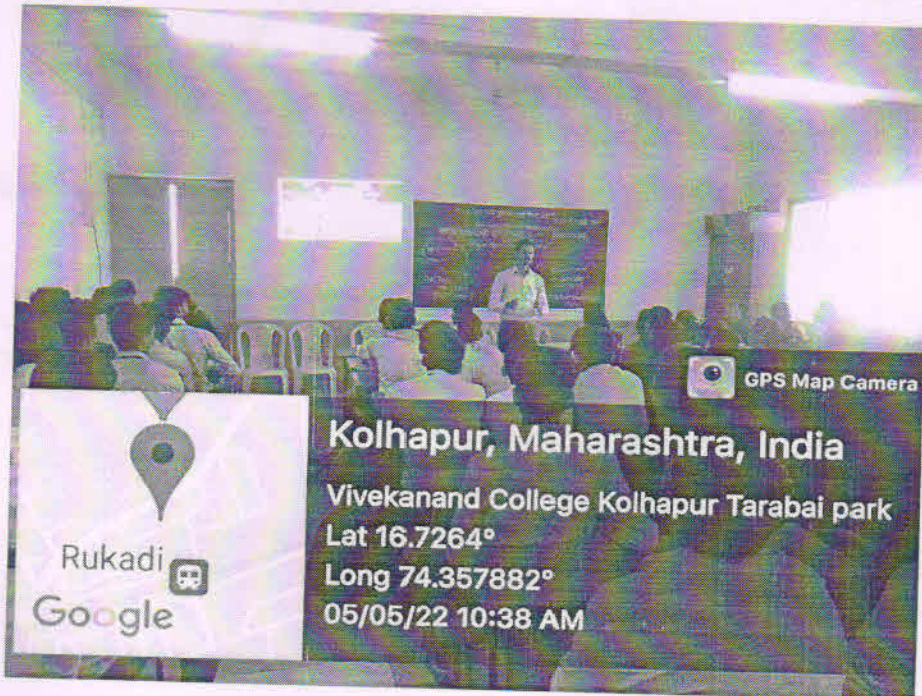 GPS Map Camera
Kolhapur, Maharashtra, India
Vivekanand College Kolhapur Tarabai park
Lat 16.7264°
Long 74.357882°
05/05/22 10:38 AM
Rukadi
Google